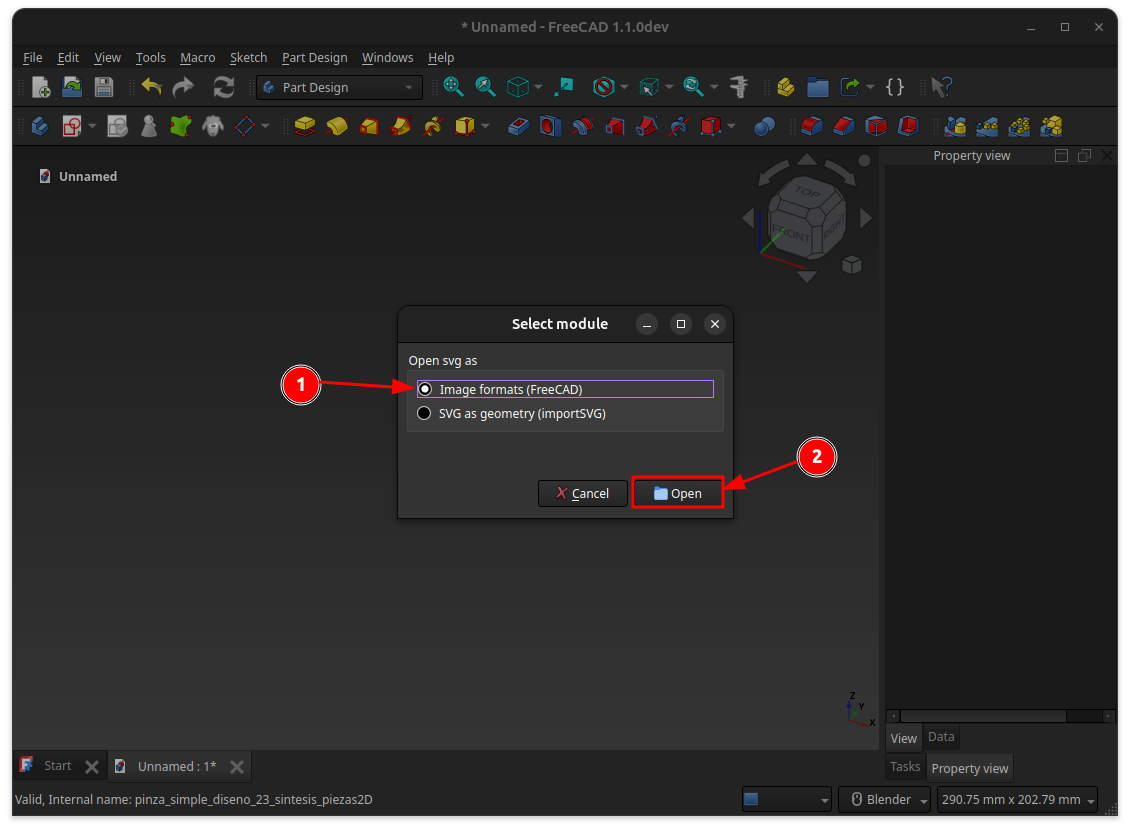 * Unnamed - FreeCAD 1.1.0dev
File Edit View Tools Macro Sketch Part Design Windows Help
Part Design
{ }
Property view
Unnamed
TOP
FRONT
RIGHT
Select module
Open svg as
1
Image formats (FreeCAD)
SVG as geometry (importSVG)
2
Cancel
Open
Z
Y
X
View Data
Start
Unnamed : 1*
Tasks Property view
Valid, Internal name: pinza_simple_diseno_23_sintesis_piezas2D
Blender
290.75 mm x 202.79 mm